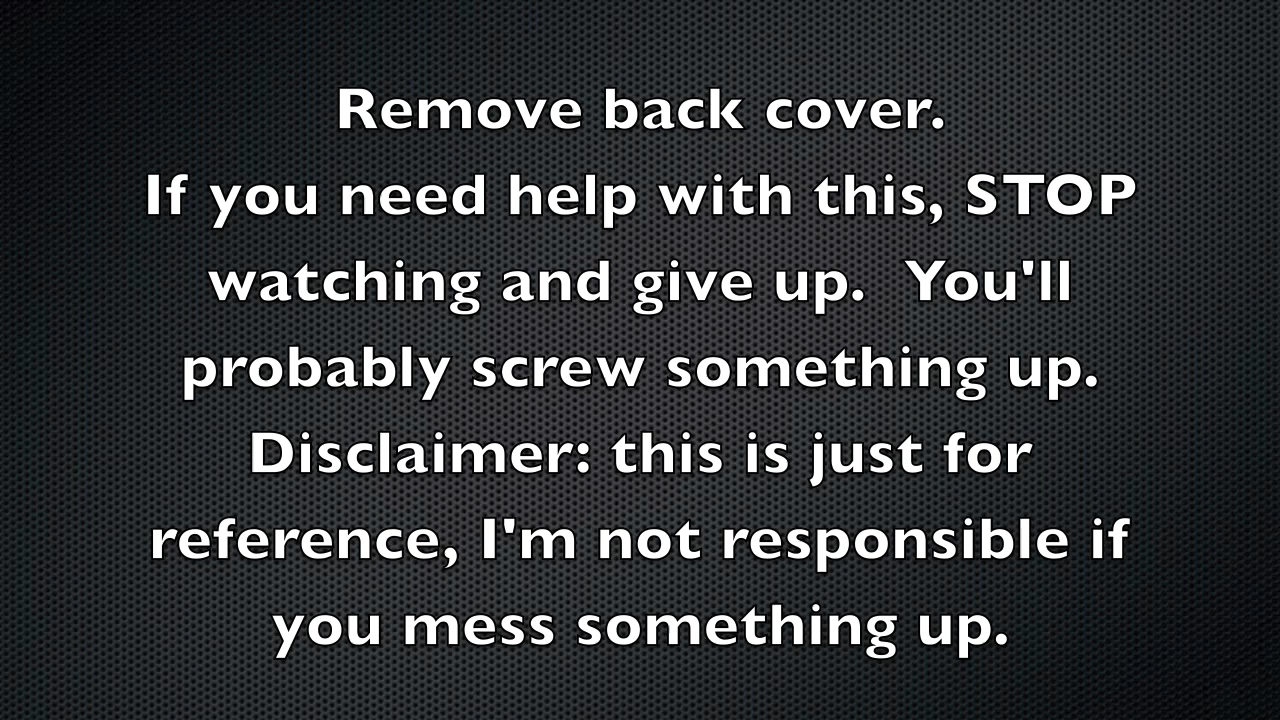 Remove back cover.
If you need help with this, STOP
watching and give up.  You'll
probably screw something up.
Disclaimer: this is just for
reference, I'm not responsible if
you mess something up.